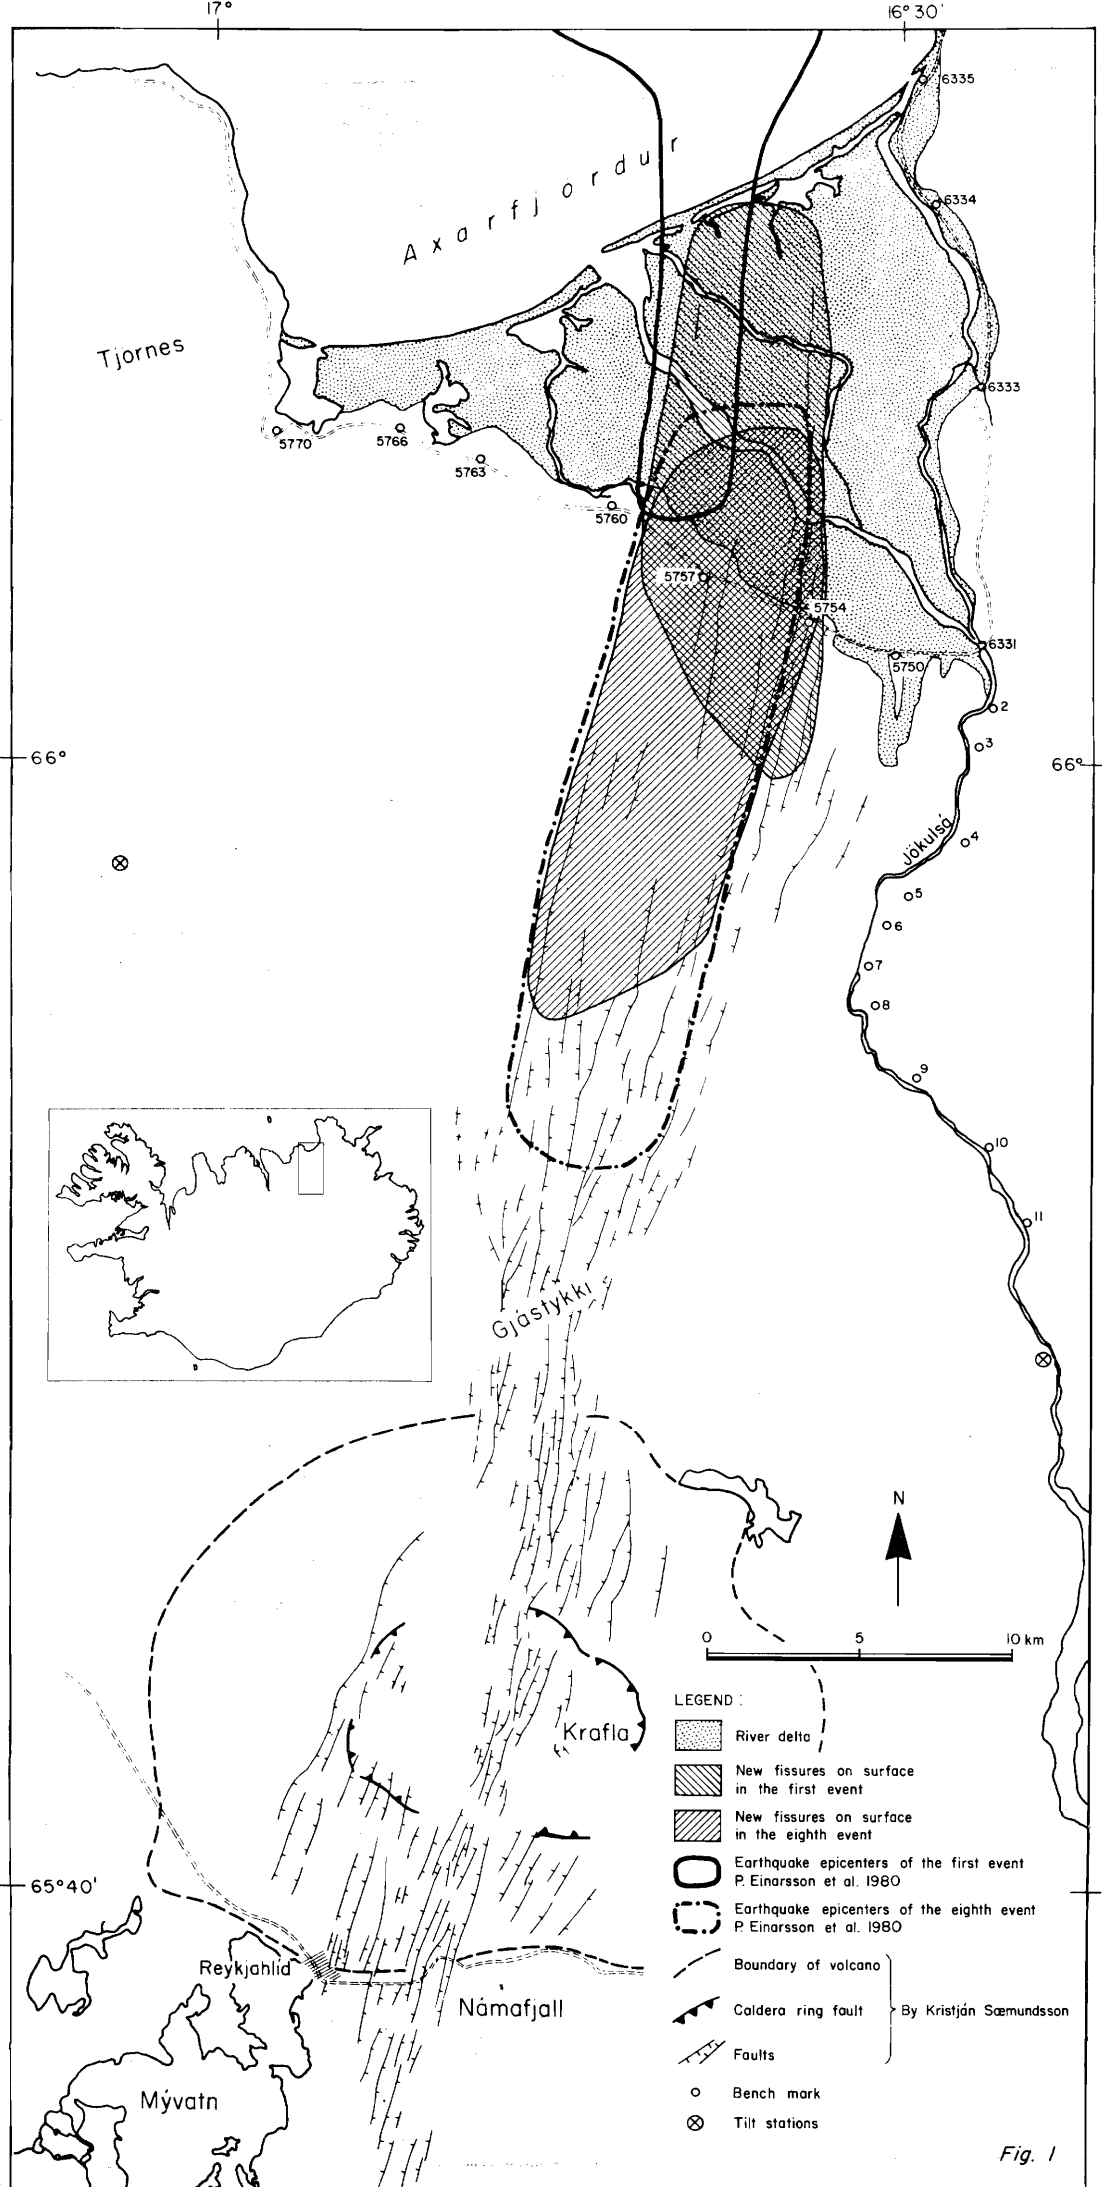 17°
16°30'
6335
Axarfjordur
6334
Tjornes
6333
5770
5766
5763
5760
5757
5754
6331
5750
2
66°
3
66°
Jökulsá
4
5
6
7
8
9
10
11
Gjástykki
N
0 5 10 km
Krafla
LEGEND:
River delta
New fissures on surface
in the first event
New fissures on surface
in the eighth event
Earthquake epicenters of the first event
P. Einarsson et al. 1980
65°40'
Earthquake epicenters of the eighth event
P. Einarsson et al. 1980
Boundary of volcano
Reykjahlid
Námafjall
Caldera ring fault
By Kristján Sæmundsson
Faults
Bench mark
Mývatn
Tilt stations
Fig. 1